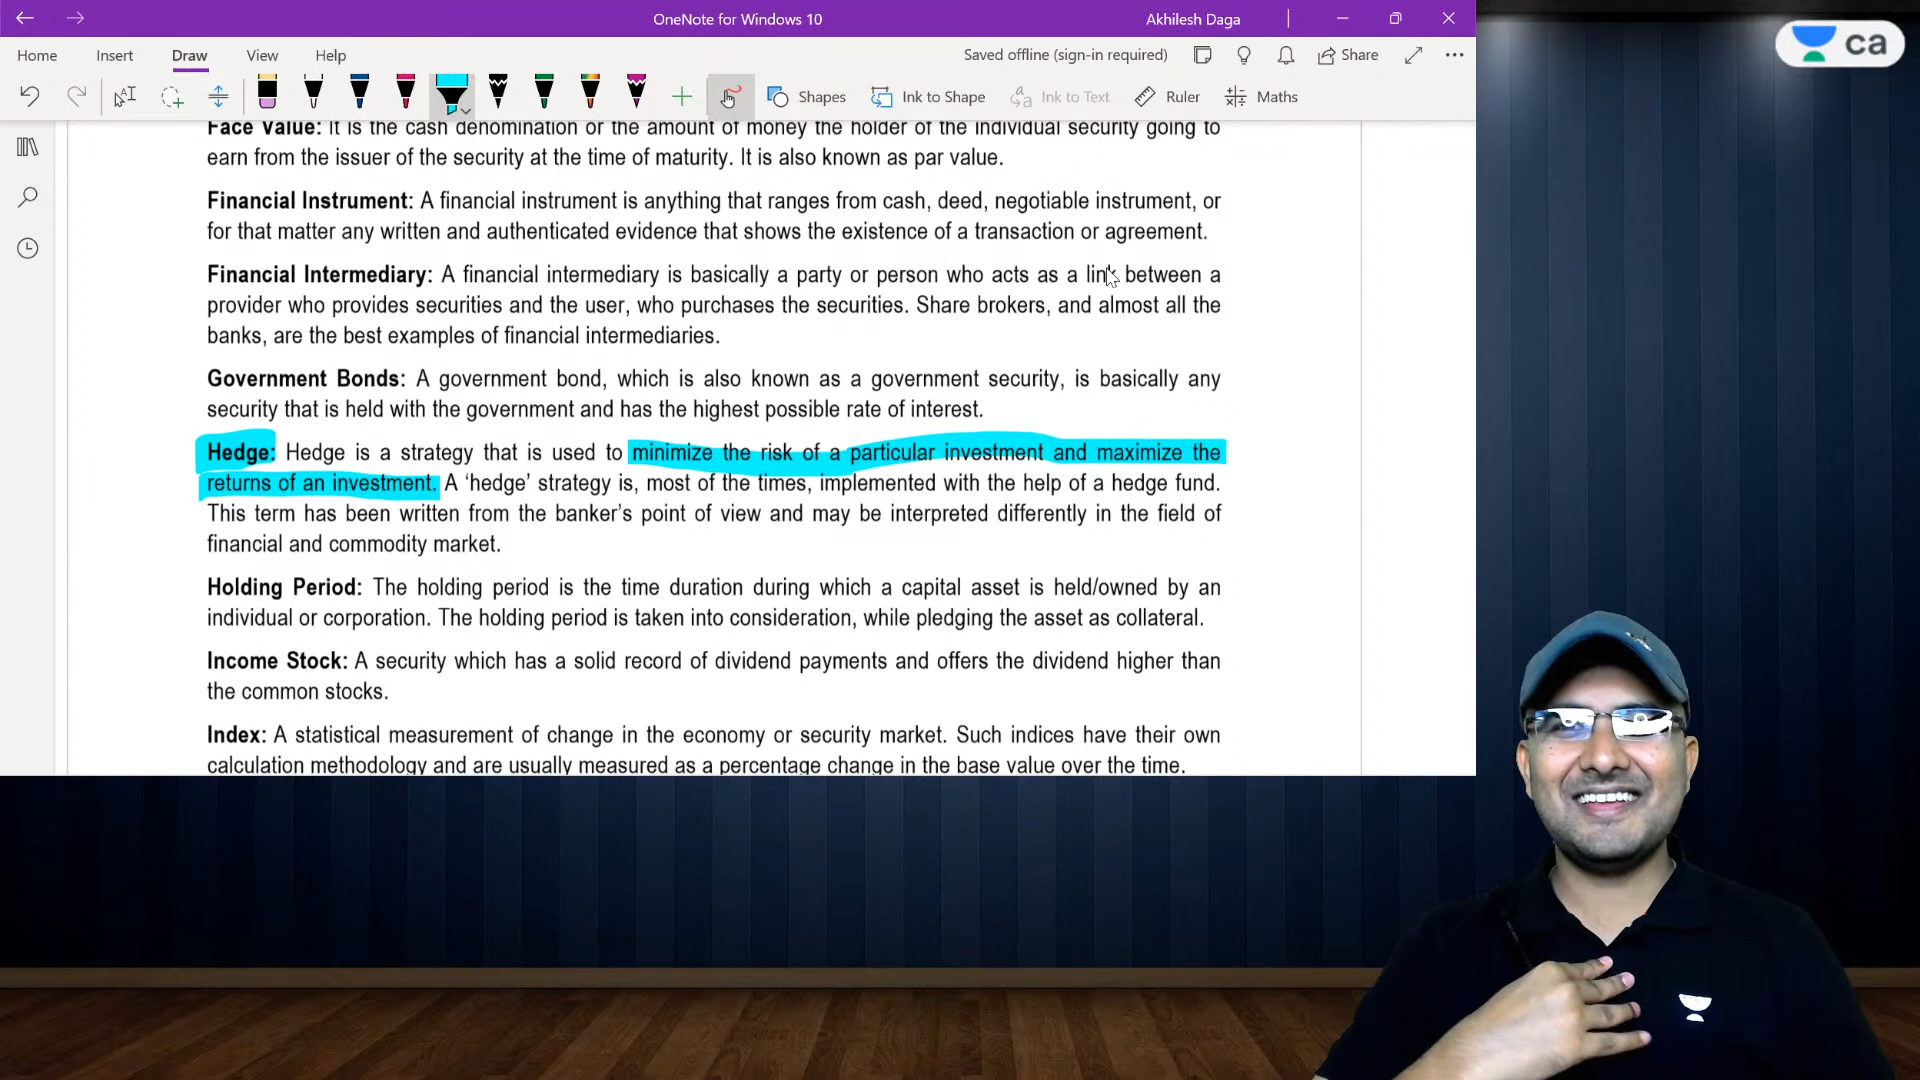 OneNote for Windows 10
Akhilesh Daga
ca
Home Insert Draw View Help
Saved offline (sign-in required)
Share
Shapes
Ink to Shape
Ink to Text
Ruler
Maths
Face Value: It is the cash denomination or the amount of money the holder of the individual security going to
earn from the issuer of the security at the time of maturity. It is also known as par value.
Financial Instrument: A financial instrument is anything that ranges from cash, deed, negotiable instrument, or
for that matter any written and authenticated evidence that shows the existence of a transaction or agreement.
Financial Intermediary: A financial intermediary is basically a party or person who acts as a link between a
provider who provides securities and the user, who purchases the securities. Share brokers, and almost all the
banks, are the best examples of financial intermediaries.
Government Bonds: A government bond, which is also known as a government security, is basically any
security that is held with the government and has the highest possible rate of interest.
Hedge: Hedge is a strategy that is used to minimize the risk of a particular investment and maximize the
returns of an investment. A ‘hedge’ strategy is, most of the times, implemented with the help of a hedge fund.
This term has been written from the banker’s point of view and may be interpreted differently in the field of
financial and commodity market.
Holding Period: The holding period is the time duration during which a capital asset is held/owned by an
individual or corporation. The holding period is taken into consideration, while pledging the asset as collateral.
Income Stock: A security which has a solid record of dividend payments and offers the dividend higher than
the common stocks.
Index: A statistical measurement of change in the economy or security market. Such indices have their own
calculation methodology and are usually measured as a percentage change in the base value over the time.